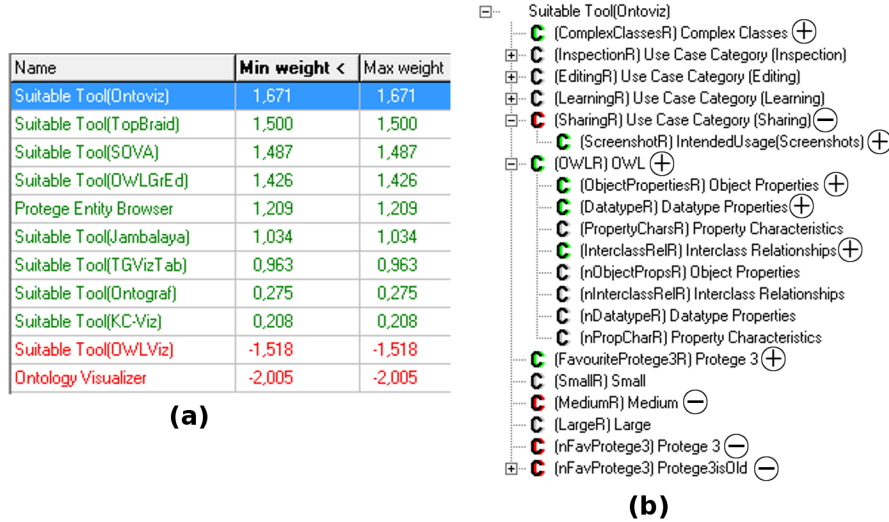 Name Min weight < Max weight
Suitable Tool(Ontoviz) 1,671 1,671
Suitable Tool(TopBraid) 1,500 1,500
Suitable Tool(SOVA) 1,487 1,487
Suitable Tool(OWLGrEd) 1,426 1,426
Protege Entity Browser 1,209 1,209
Suitable Tool(Jambalaya) 1,034 1,034
Suitable Tool(TGVizTab) 0,963 0,963
Suitable Tool(Ontograf) 0,275 0,275
Suitable Tool(KC-Viz) 0,208 0,208
Suitable Tool(OWLViz) -1,518 -1,518
Ontology Visualizer -2,005 -2,005
(a)
Suitable Tool(Ontoviz)
C (ComplexClassesR) Complex Classes +
C (InspectionR) Use Case Category (Inspection)
C (EditingR) Use Case Category (Editing)
C (LearningR) Use Case Category (Learning)
C (SharingR) Use Case Category (Sharing) −
C (ScreenshotR) IntendedUsage(Screenshots) +
C (OWLR) OWL +
C (ObjectPropertiesR) Object Properties +
C (DatatypeR) Datatype Properties +
C (PropertyCharsR) Property Characteristics
C (InterclassRelR) Interclass Relationships +
C (nObjectPropsR) Object Properties
C (nInterclassRelR) Interclass Relationships
C (nDatatypeR) Datatype Properties
C (nPropCharR) Property Characteristics
C (FavouriteProtege3R) Protege 3 +
C (SmallR) Small
C (MediumR) Medium −
C (LargeR) Large
C (nFavProtege3) Protege 3 −
C (nFavProtege3) Protege3isOld −
(b)